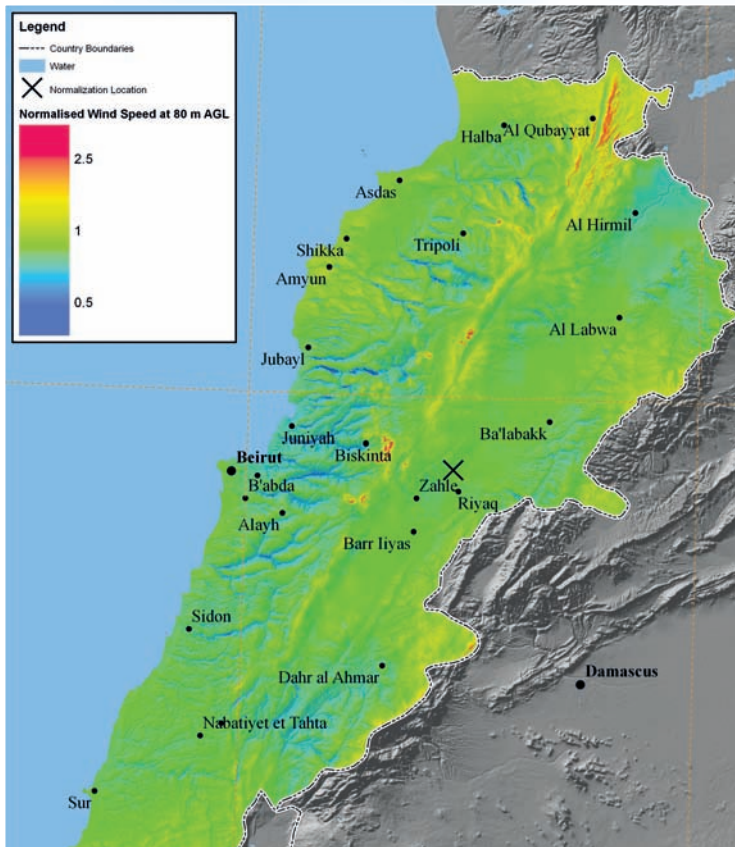 Legend
Country Boundaries
Water
Normalization Location
Normalised Wind Speed at 80 m AGL
2.5
1
0.5
Halba
Al Qubayyat
Asdas
Al Hirmil
Shikka
Tripoli
Amyun
Al Labwa
Jubayl
Juniyah
Ba'labakk
Biskinta
Beirut
B'abda
Zahle
Riyaq
Alayh
Barr Iiyas
Sidon
Dahr al Ahmar
Damascus
Nabatiyet et Tahta
Sur